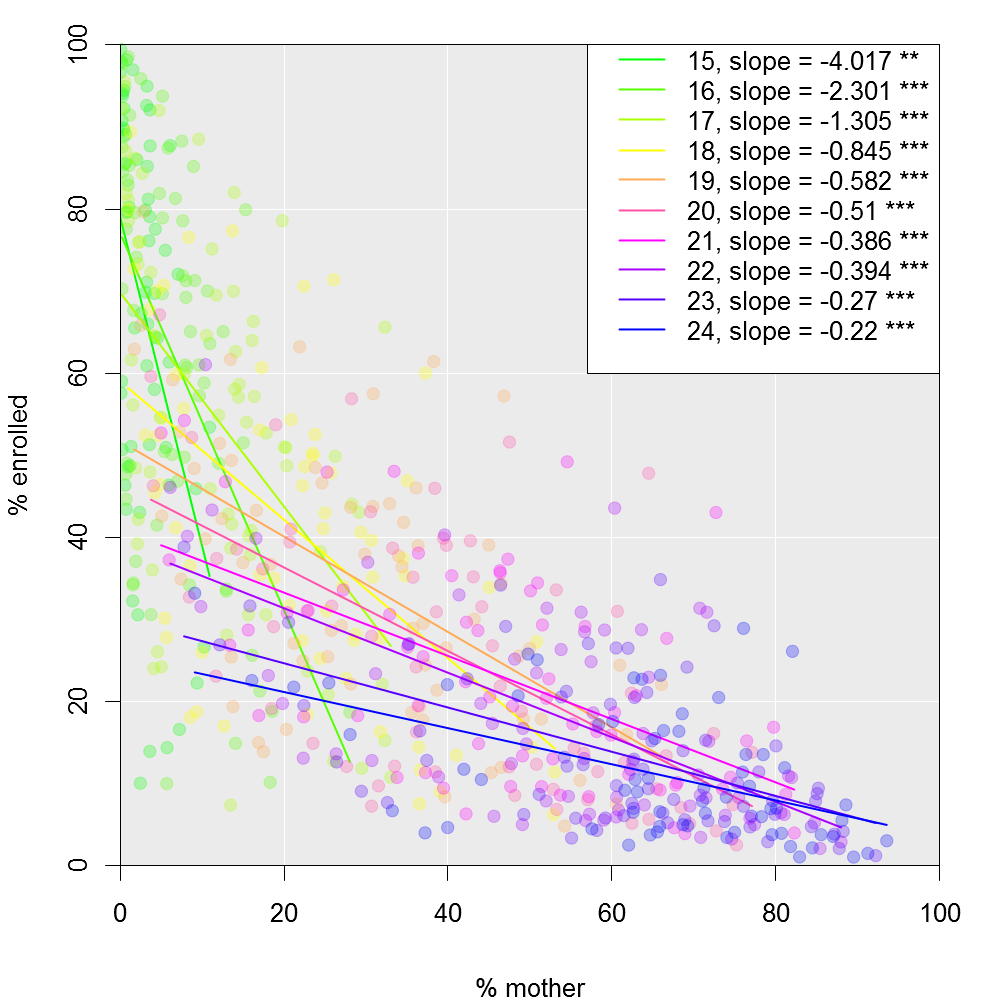 100
80
60
40
20
0
% enrolled
15, slope = -4.017 **
16, slope = -2.301 ***
17, slope = -1.305 ***
18, slope = -0.845 ***
19, slope = -0.582 ***
20, slope = -0.51 ***
21, slope = -0.386 ***
22, slope = -0.394 ***
23, slope = -0.27 ***
24, slope = -0.22 ***
0 20 40 60 80 100
% mother